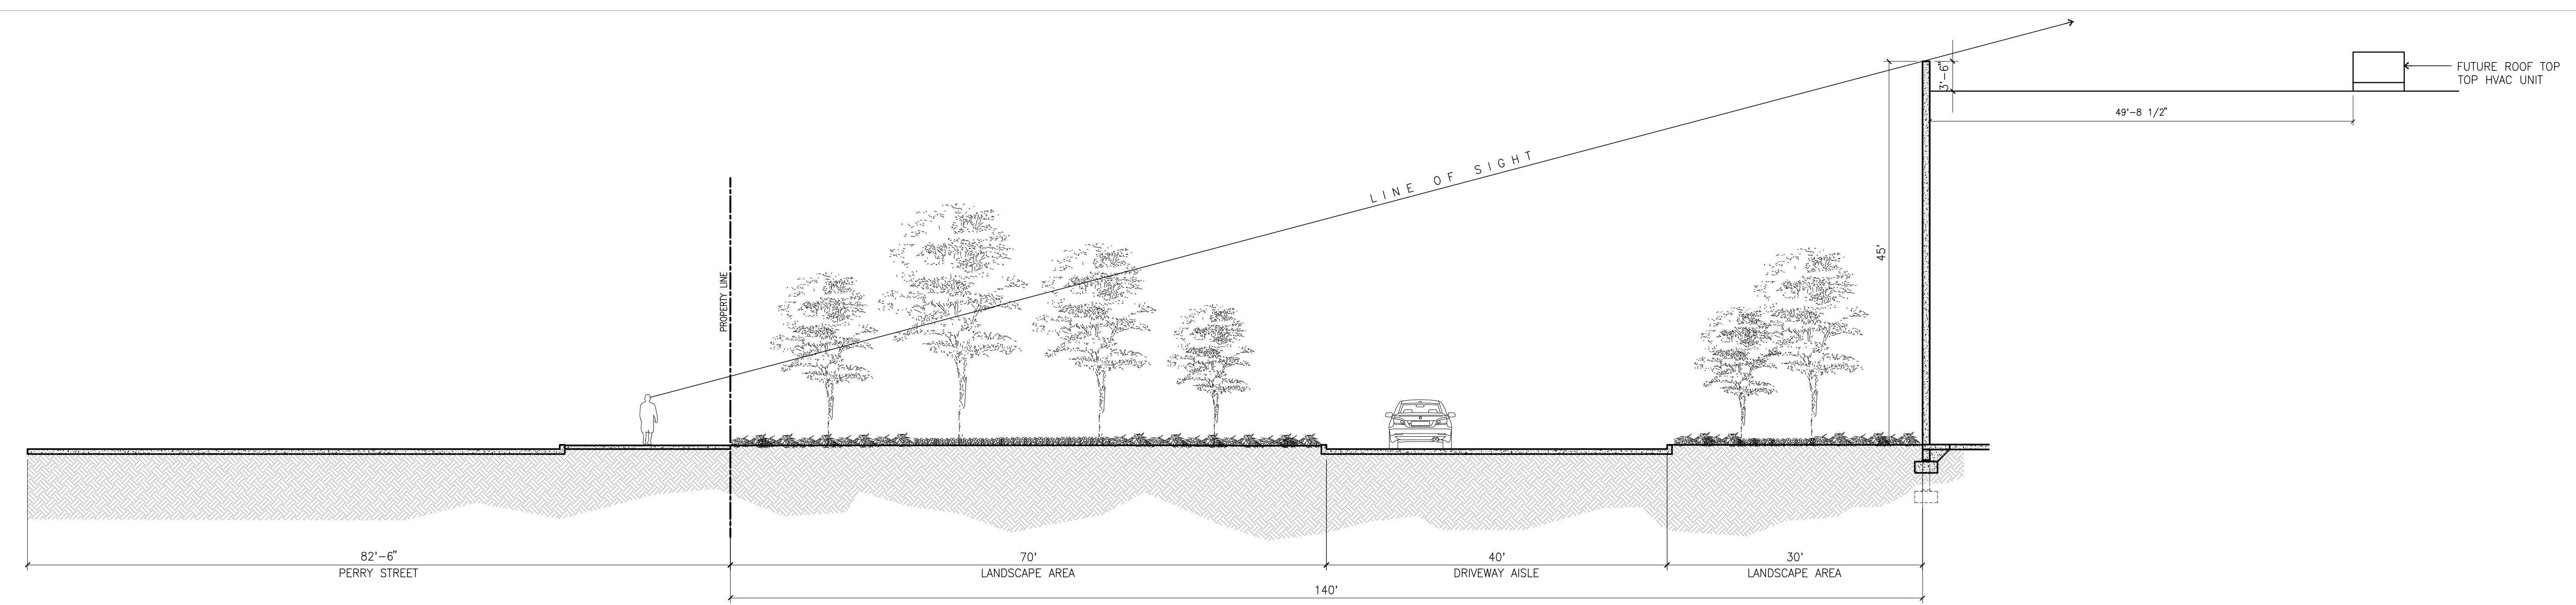 FUTURE ROOF TOP
TOP HVAC UNIT
3'-6"
49'-8 1/2"
LINE OF SIGHT
45'
PROPERTY LINE
82'-6"
PERRY STREET
70'
LANDSCAPE AREA
40'
DRIVEWAY AISLE
30'
LANDSCAPE AREA
140'